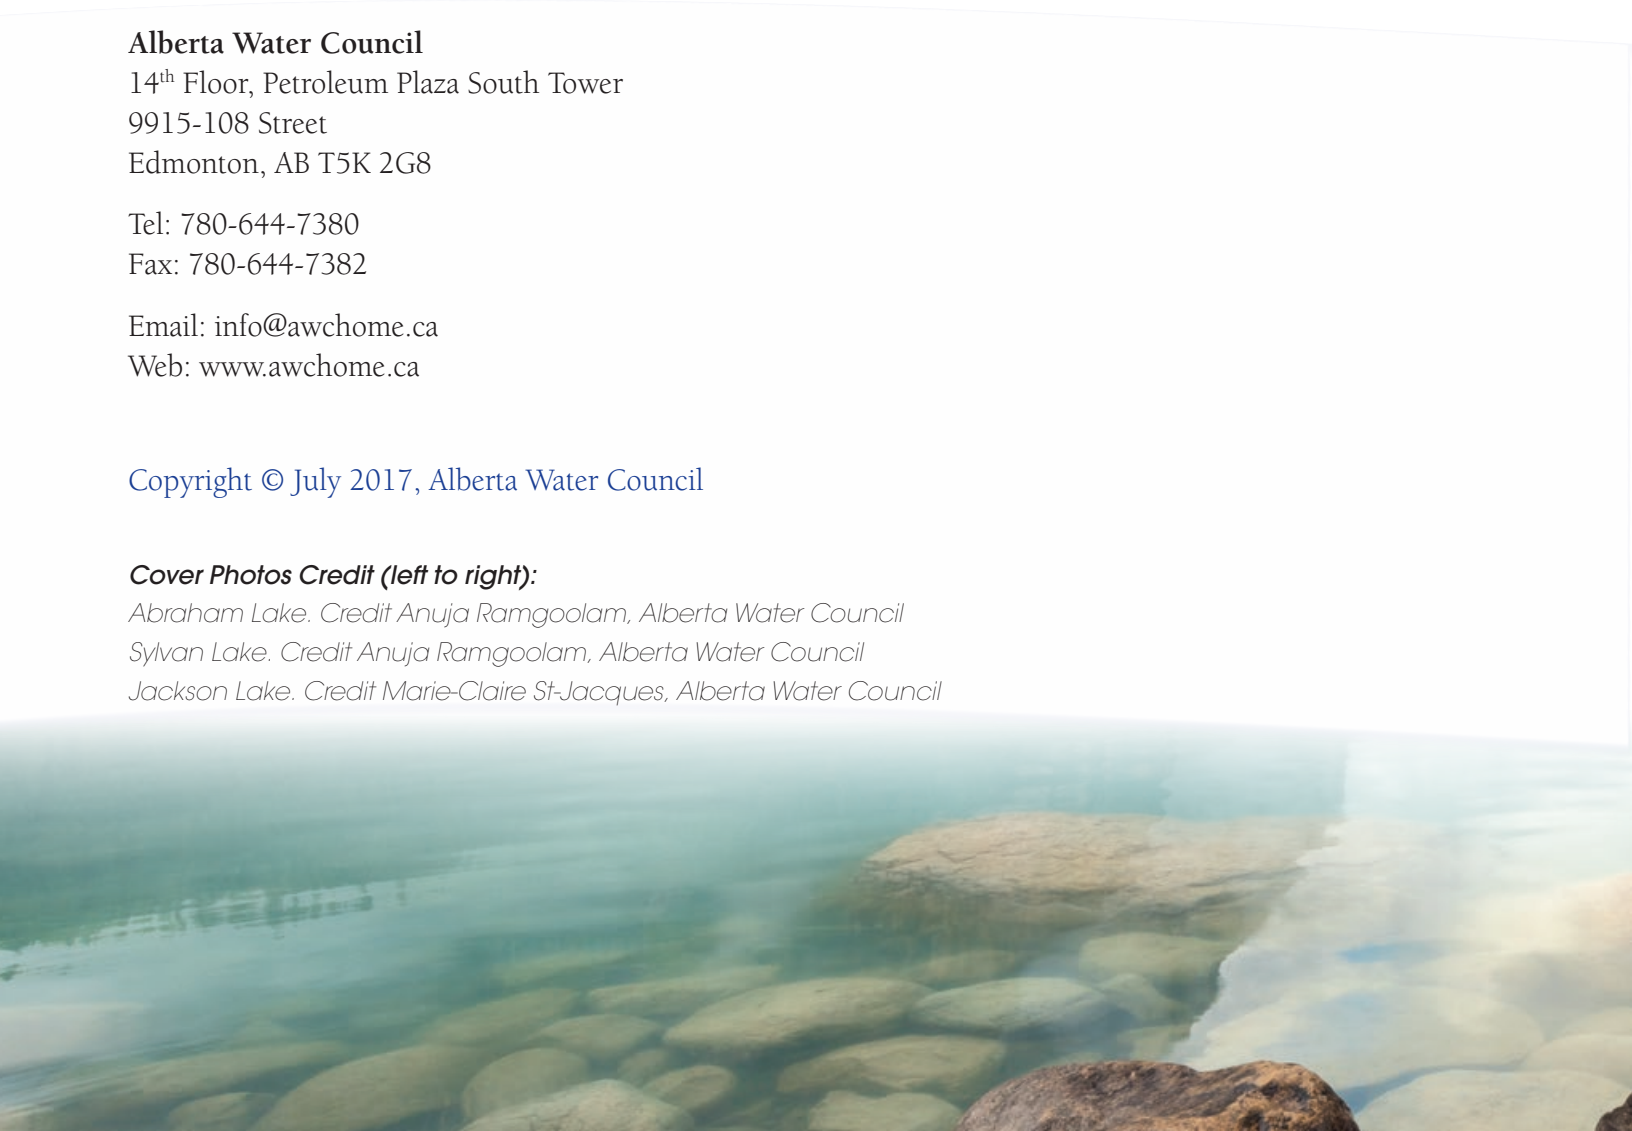 Alberta Water Council
14th Floor, Petroleum Plaza South Tower
9915-108 Street
Edmonton, AB T5K 2G8
Tel: 780-644-7380
Fax: 780-644-7382
Email: info@awchome.ca
Web: www.awchome.ca
Copyright © July 2017, Alberta Water Council
Cover Photos Credit (left to right):
Abraham Lake. Credit Anuja Ramgoolam, Alberta Water Council
Sylvan Lake. Credit Anuja Ramgoolam, Alberta Water Council
Jackson Lake. Credit Marie-Claire St-Jacques, Alberta Water Council